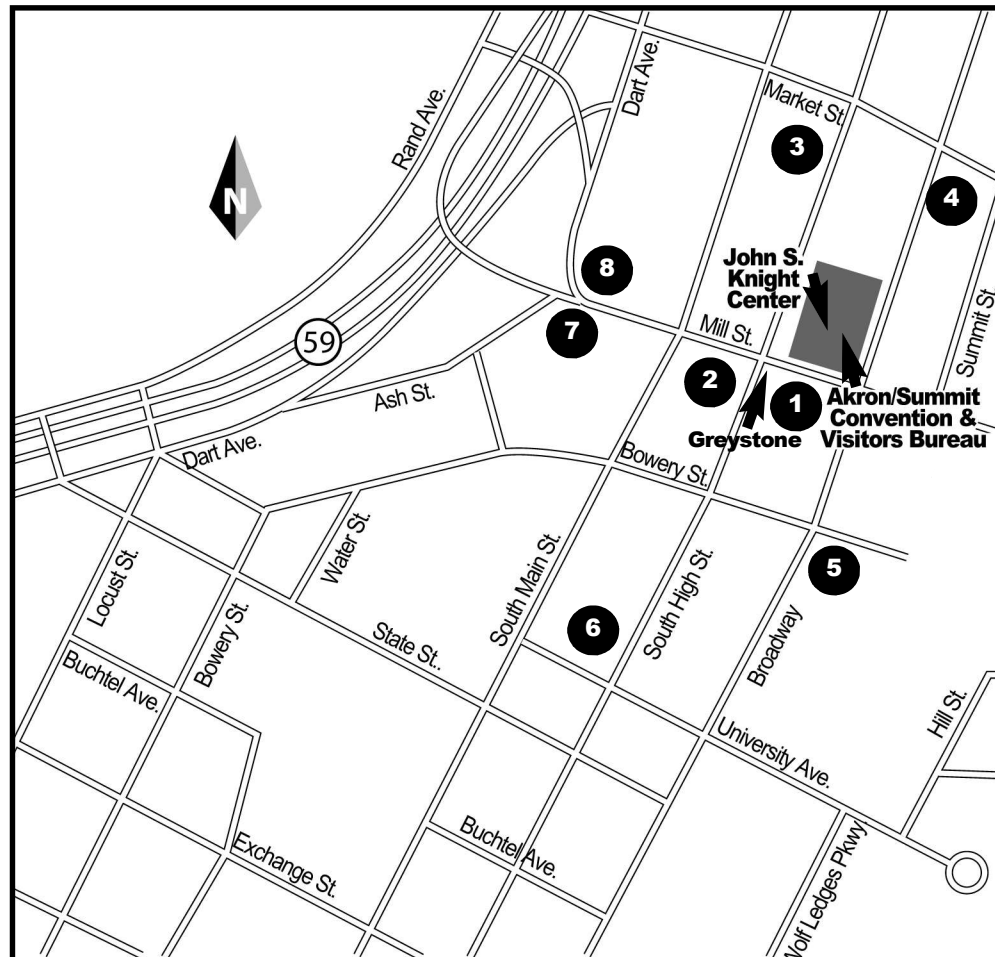 Rand Ave.
Dart Ave.
Market St.
3
4
N
8
John S.
Knight
Center
Summit St.
59
7
Mill St.
2
1
Akron/Summit
Convention &
Visitors Bureau
Greystone
Ash St.
Dart Ave.
Bowery St.
Water St.
Locust St.
South Main St.
South High St.
5
6
Broadway
Bowery St.
State St..
Buchtel Ave.
Hill St.
University Ave.
Exchange St.
Buchtel Ave.
Wolf Ledges Pkwy